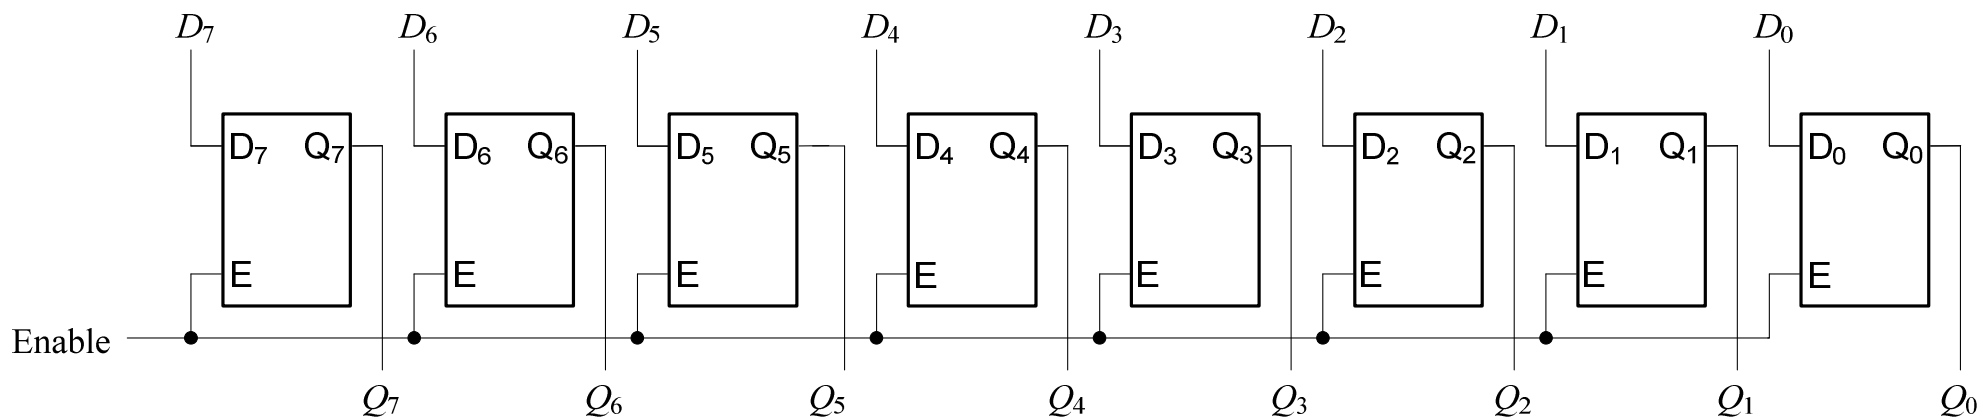 D₇ D₆ D₅ D₄ D₃ D₂ D₁ D₀
D₇ Q₇ D₆ Q₆ D₅ Q₅ D₄ Q₄ D₃ Q₃ D₂ Q₂ D₁ Q₁ D₀ Q₀
E E E E E E E E
Enable
Q₇ Q₆ Q₅ Q₄ Q₃ Q₂ Q₁ Q₀